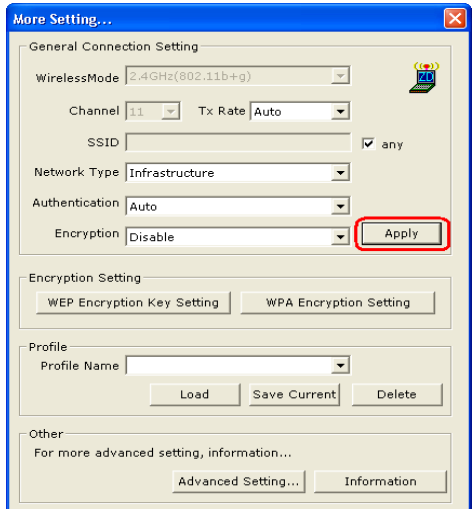 More Setting...
General Connection Setting
WirelessMode 2.4GHz(802.11b+g)
Channel 11 Tx Rate Auto
SSID any
Network Type Infrastructure
Authentication Auto
Encryption Disable Apply
Encryption Setting
WEP Encryption Key Setting WPA Encryption Setting
Profile
Profile Name
Load Save Current Delete
Other
For more advanced setting, information...
Advanced Setting... Information
ZD